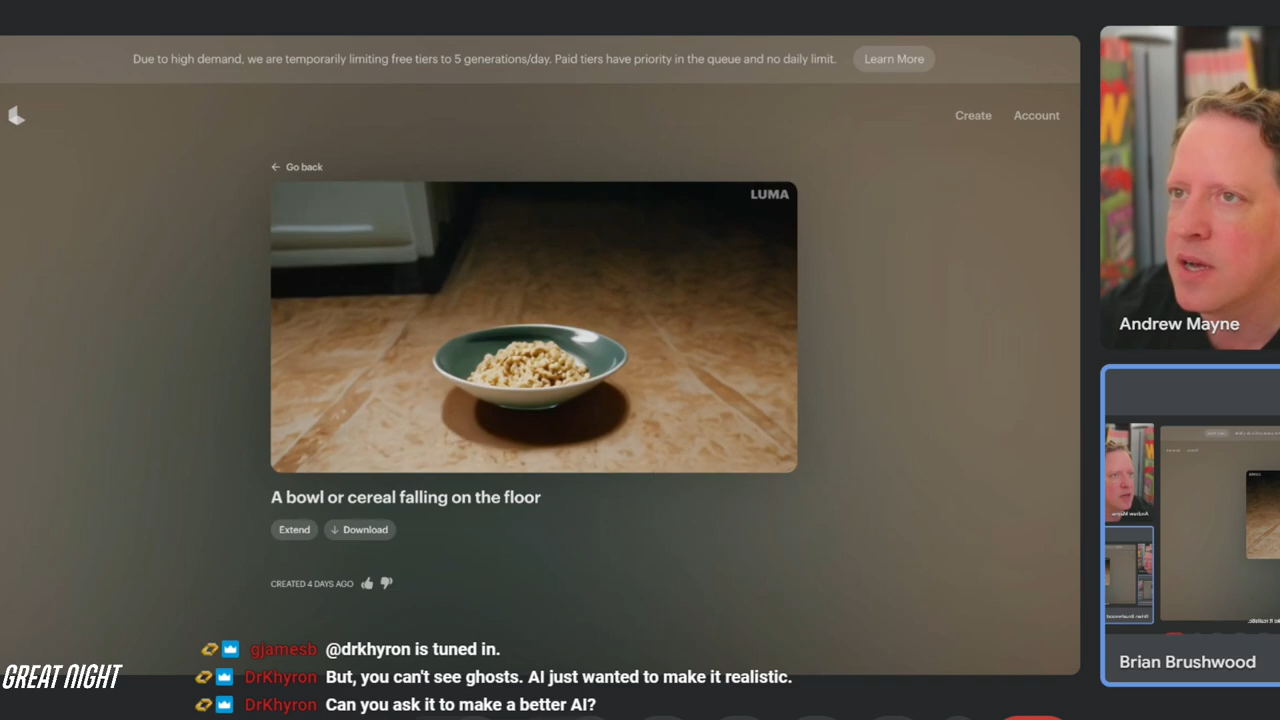 Due to high demand, we are temporarily limiting free tiers to 5 generations/day. Paid tiers have priority in the queue and no daily limit.
Learn More
Create
Account
← Go back
LUMA
A bowl or cereal falling on the floor
Extend
Download
CREATED 4 DAYS AGO
Andrew Mayne
Brian Brushwood
gjamesb @drkhyron is tuned in.
DrKhyron But, you can't see ghosts. AI just wanted to make it realistic.
DrKhyron Can you ask it to make a better AI?
GREAT NIGHT